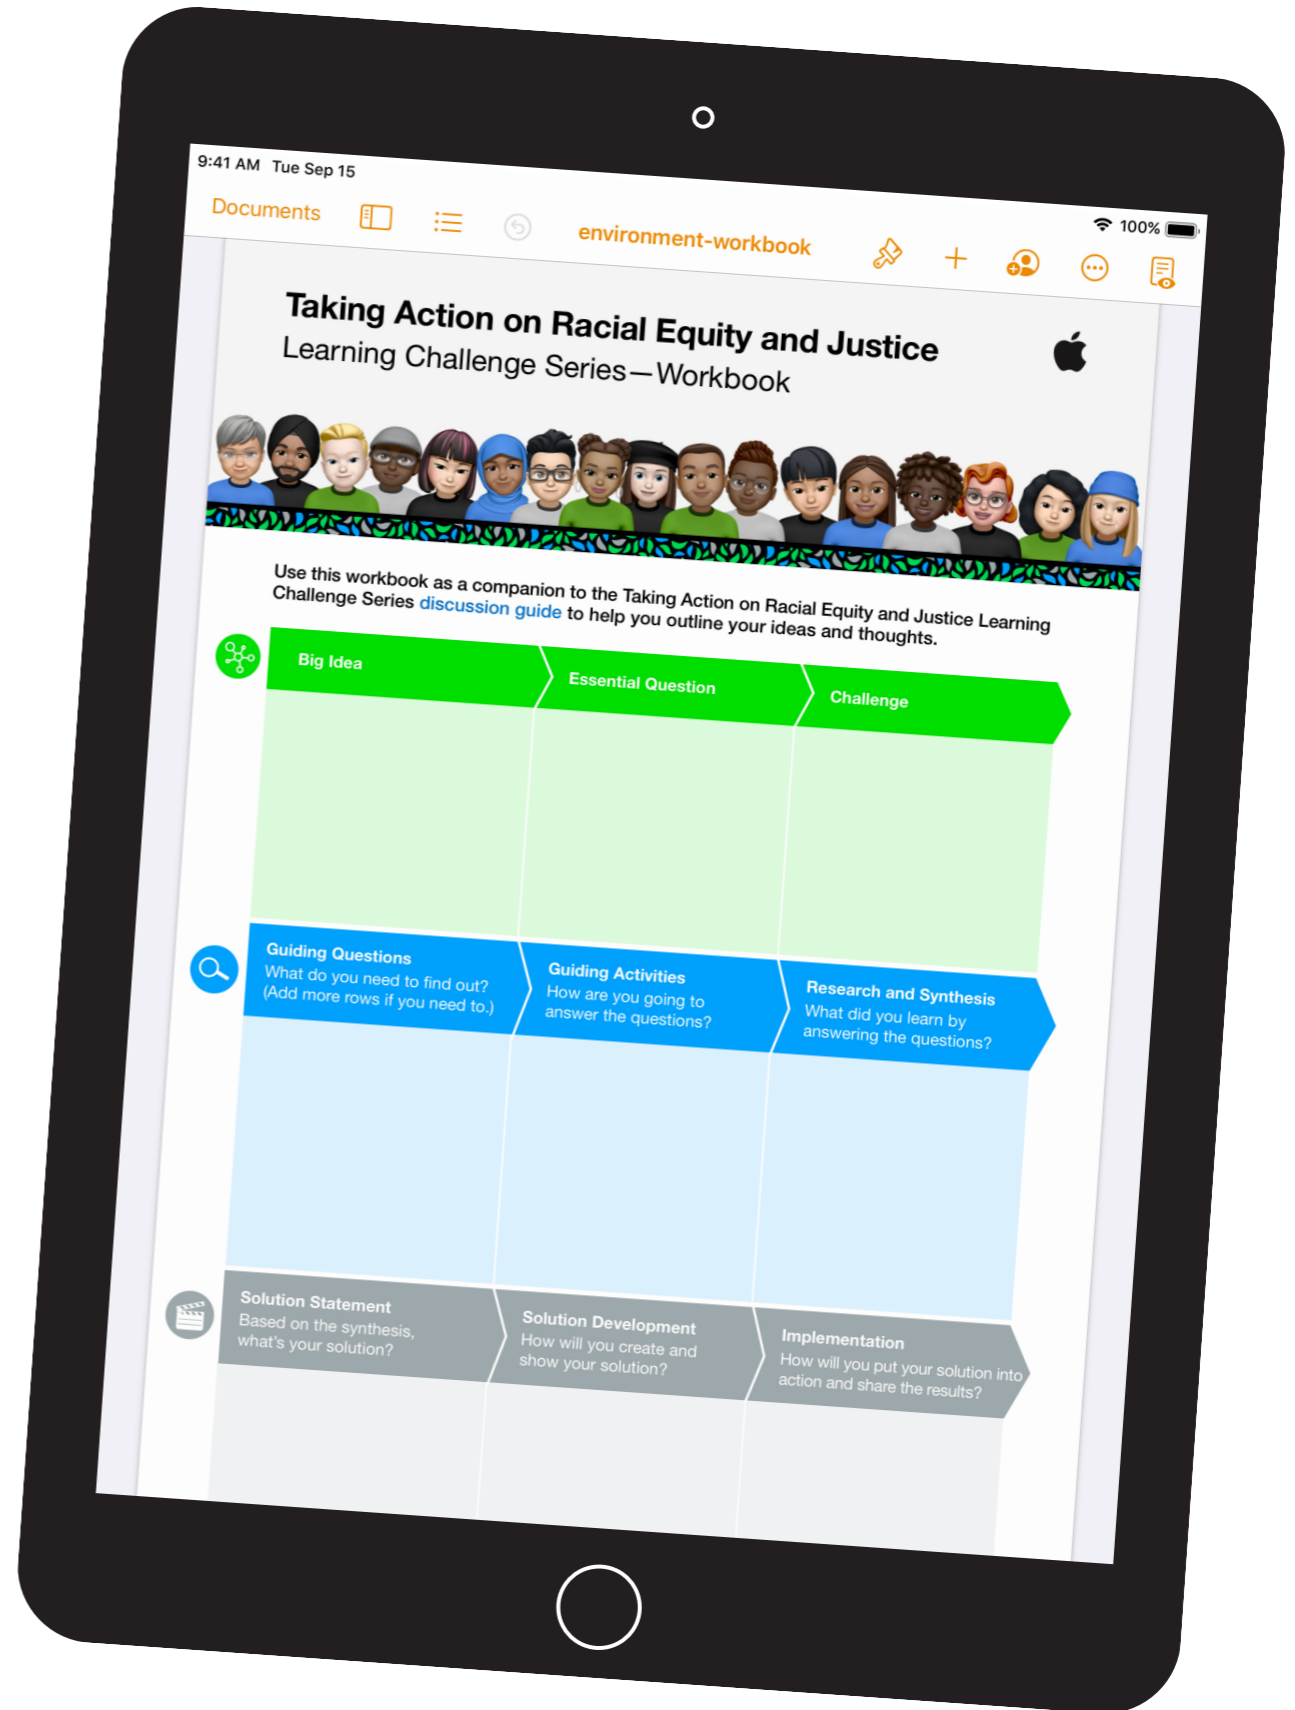 9:41 AM Tue Sep 15
100%
Documents
environment-workbook
Taking Action on Racial Equity and Justice
Learning Challenge Series—Workbook
Use this workbook as a companion to the Taking Action on Racial Equity and Justice Learning
Challenge Series discussion guide to help you outline your ideas and thoughts.
Big Idea
Essential Question
Challenge
Guiding Questions
What do you need to find out?
(Add more rows if you need to.)
Guiding Activities
How are you going to
answer the questions?
Research and Synthesis
What did you learn by
answering the questions?
Solution Statement
Based on the synthesis,
what's your solution?
Solution Development
How will you create and
show your solution?
Implementation
How will you put your solution into
action and share the results?